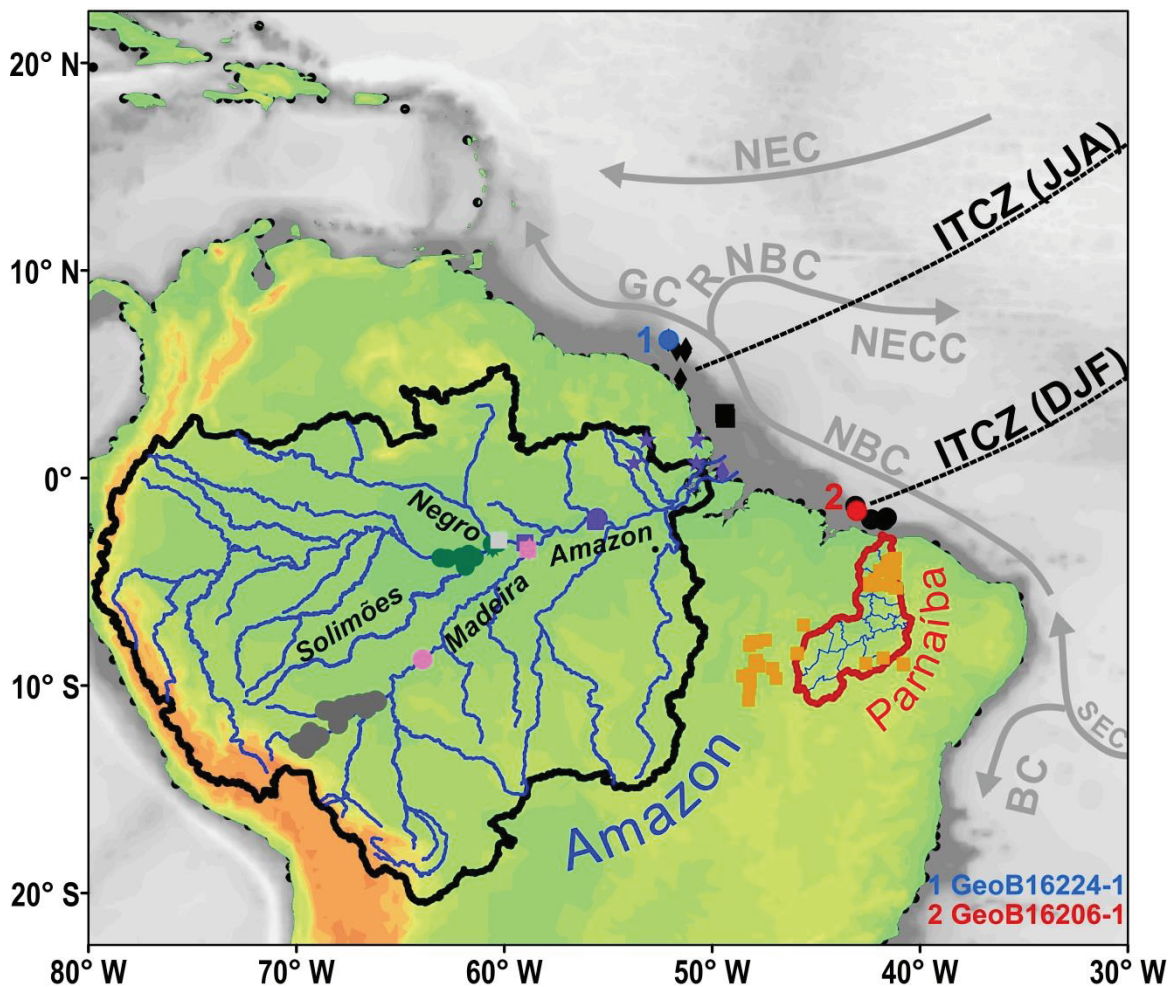 20° N
10° N
0°
10° S
20° S
80° W
70° W
60° W
50° W
40° W
30° W
NEC
ITCZ (JJA)
GC
R
NBC
NECC
1
ITCZ (DJF)
NBC
2
Negro
Amazon
Solimões
Madeira
Parnaíba
SEC
BC
Amazon
1 GeoB16224-1
2 GeoB16206-1